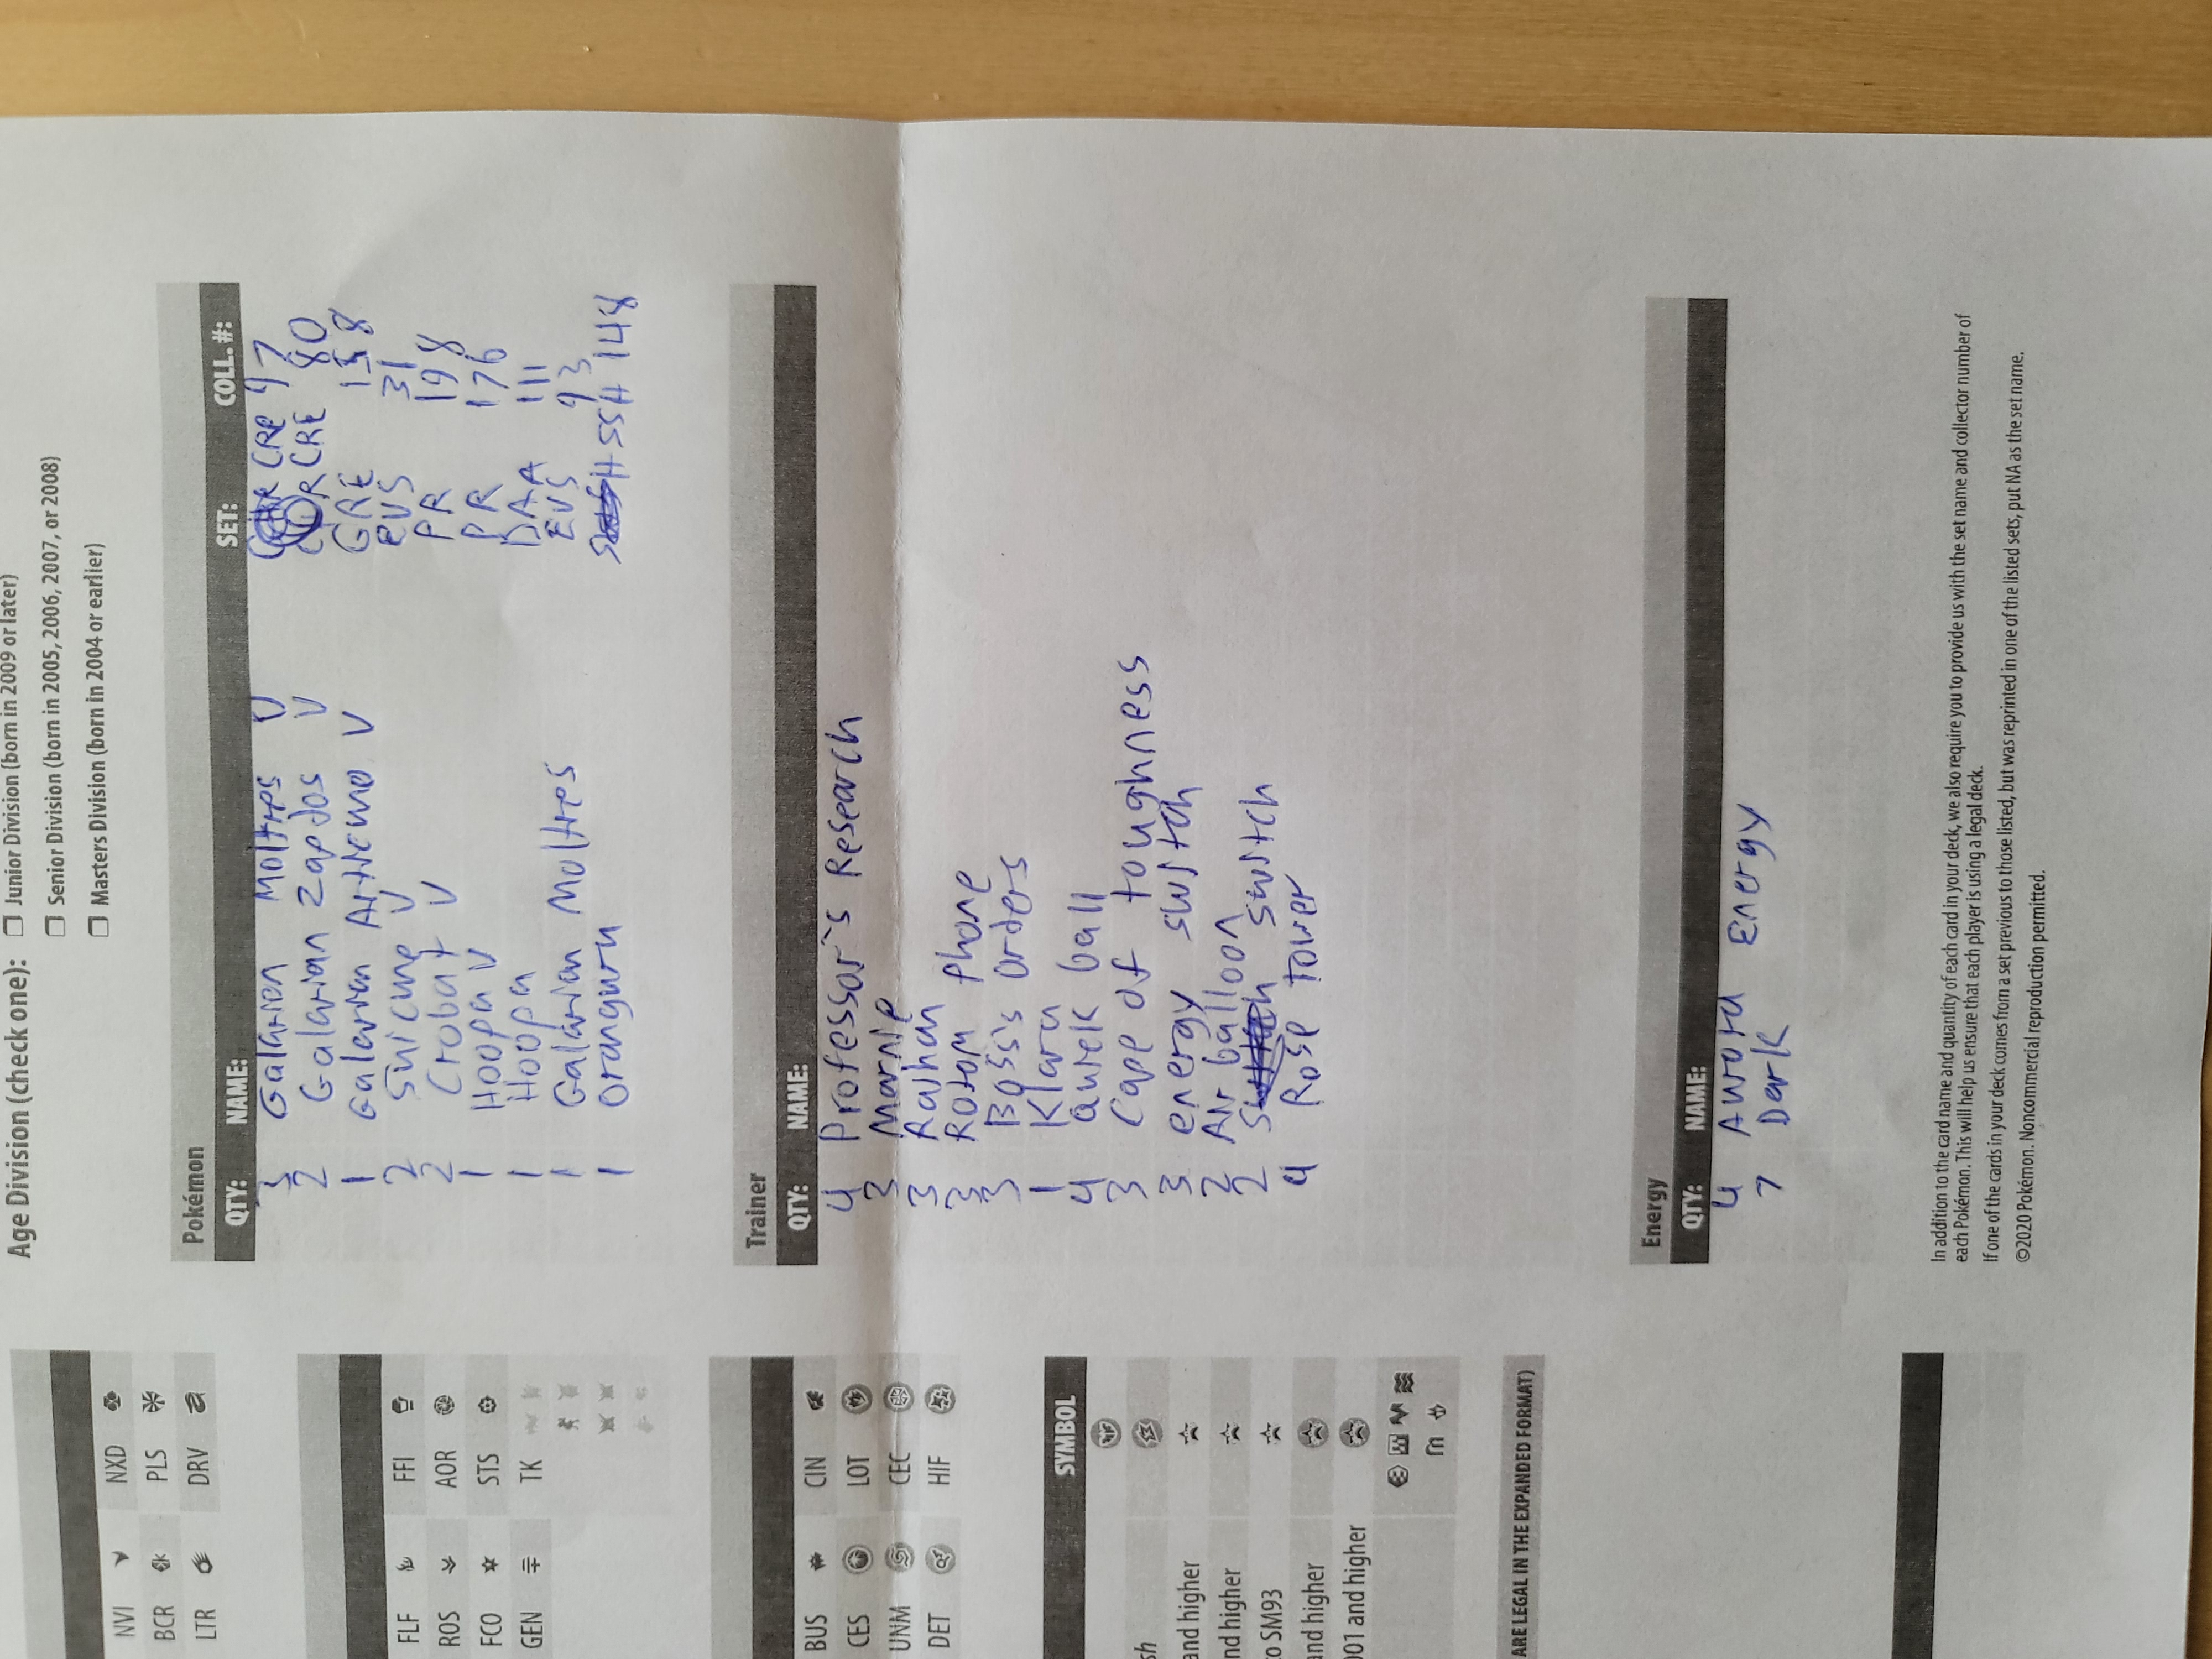 Age Division (check one): Junior Division (born in 2009 or later)
Senior Division (born in 2005, 2006, 2007, or 2008)
Masters Division (born in 2004 or earlier)
NVI NXD
BCR PLS
LTR DRV
FLF FFI
ROS AOR
FCO STS
GEN TK
BUS CIN
CES LOT
UNM CEC
DET HIF
SYMBOL
sh
and higher
nd higher
to SM93
and higher
001 and higher
ARE LEGAL IN THE EXPANDED FORMAT)
Pokémon
QTY: NAME: SET: COLL. #:
3 Galarien Moltres V CRE 97
2 Galarian Zapdos V CRE 80
1 Galarian Articuno V GRE 158
2 Suicune V EVS 31
2 Crobat V PR 198
1 Hoopa V PR 176
1 Hoopa DAA 111
1 Galarian Moltres EVS 93
1 Oranguru SSH 148
Trainer
QTY: NAME:
4 Professor's Research
3 Marnie
3 Raihan
3 Rotom Phone
3 Boss's orders
1 Klara
4 Quick ball
3 Cape of toughness
3 energy switch
2 Air balloon
2 switch
4 Rose tower
Energy
QTY: NAME:
4 Awora Energy
7 Dark
In addition to the card name and quantity of each card in your deck, we also require you to provide us with the set name and collector number of
each Pokémon. This will help us ensure that each player is using a legal deck.
If one of the cards in your deck comes from a set previous to those listed, but was reprinted in one of the listed sets, put NA as the set name.
©2020 Pokémon. Noncommercial reproduction permitted.